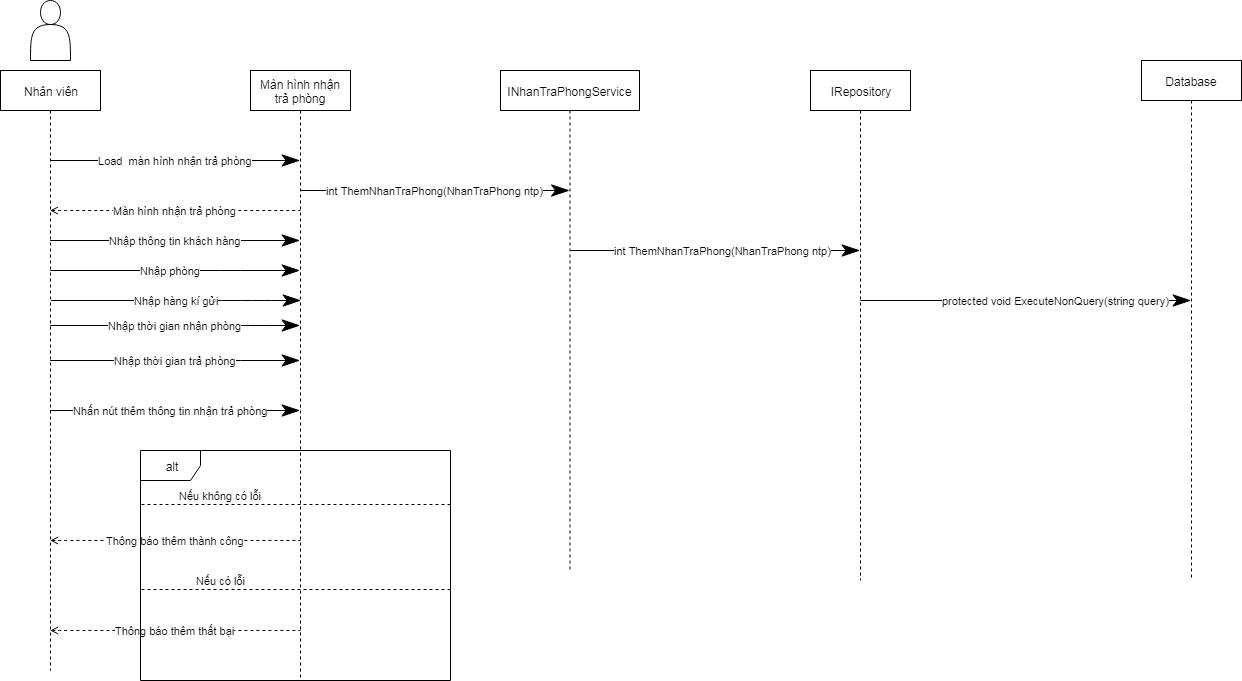 Nhân viên
Màn hình nhận
trả phòng
INhanTraPhongService
IRepository
Database
Load màn hình nhận trả phòng
int ThemNhanTraPhong(NhanTraPhong ntp)
Màn hình nhận trả phòng
Nhập thông tin khách hàng
int ThemNhanTraPhong(NhanTraPhong ntp)
Nhập phòng
Nhập hàng kí gửi
protected void ExecuteNonQuery(string query)
Nhập thời gian nhận phòng
Nhập thời gian trả phòng
Nhấn nút thêm thông tin nhận trả phòng
alt
Nếu không có lỗi
Thông báo thêm thành công
Nếu có lỗi
Thông báo thêm thất bại